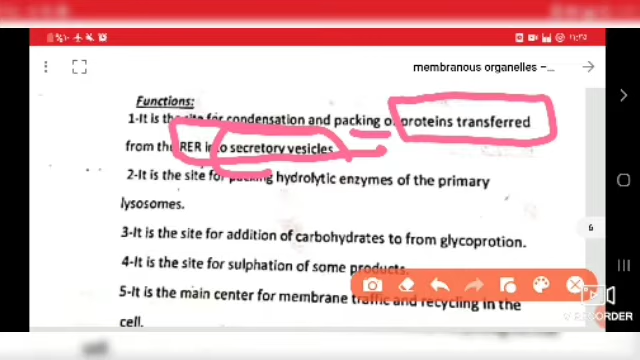 membranous organelles -...
Functions:
1-It is the site for condensation and packing of proteins transferred
from the RER into secretory vesicles.
2-It is the site for packing hydrolytic enzymes of the primary
lysosomes.
3-It is the site for addition of carbohydrates to from glycoprotion.
4-It is the site for sulphation of some products.
5-It is the main center for membrane traffic and recycling in the
cell.
6
RECORDER